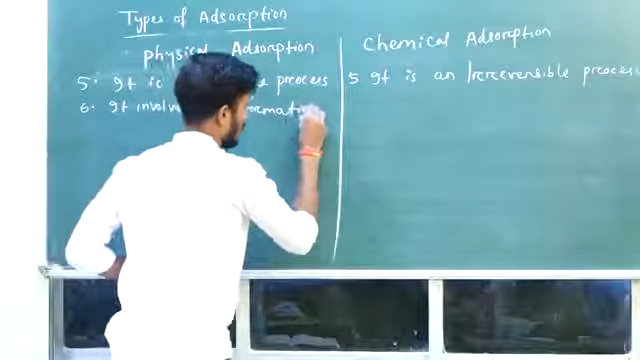 Types of Adsorption
Physical Adsorption
Chemical Adsorption
5. It is process
5 It is an Irreversible process
6. It